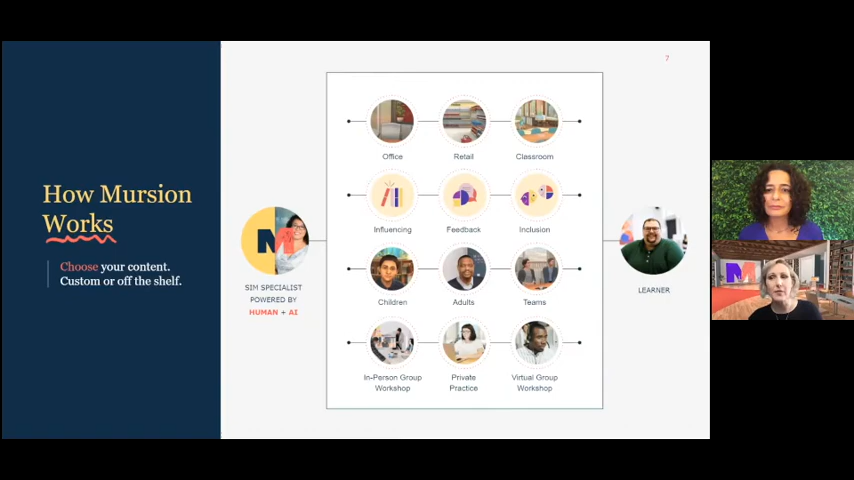 7
How Mursion
Works
Choose your content.
Custom or off the shelf.
Office
Retail
Classroom
Influencing
Feedback
Inclusion
M
SIM SPECIALIST
POWERED BY
HUMAN + AI
LEARNER
Children
Adults
Teams
In-Person Group
Workshop
Private
Practice
Virtual Group
Workshop
M